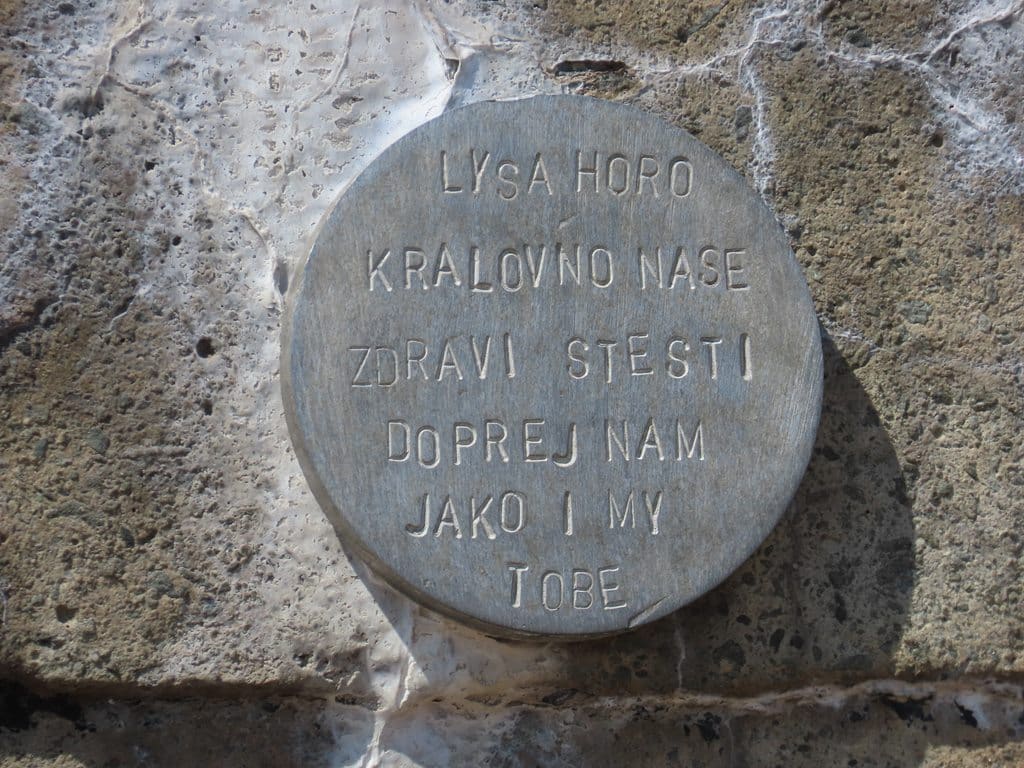 LYSA HORO
KRALOVNO NASE
ZDRAVI STESTI
DOPREJ NAM
JAKO I MY
TOBE